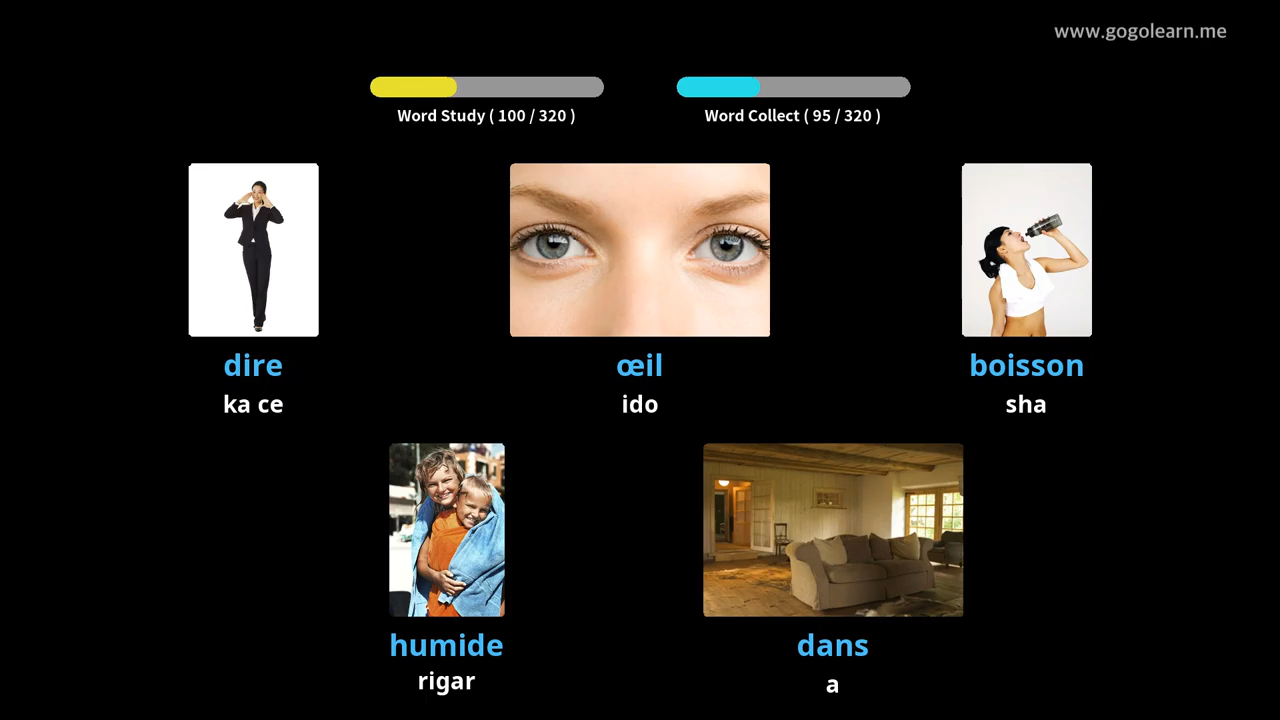 www.gogolearn.me
Word Study ( 100 / 320 )
Word Collect ( 95 / 320 )
dire
ka ce
œil
ido
boisson
sha
humide
rigar
dans
a